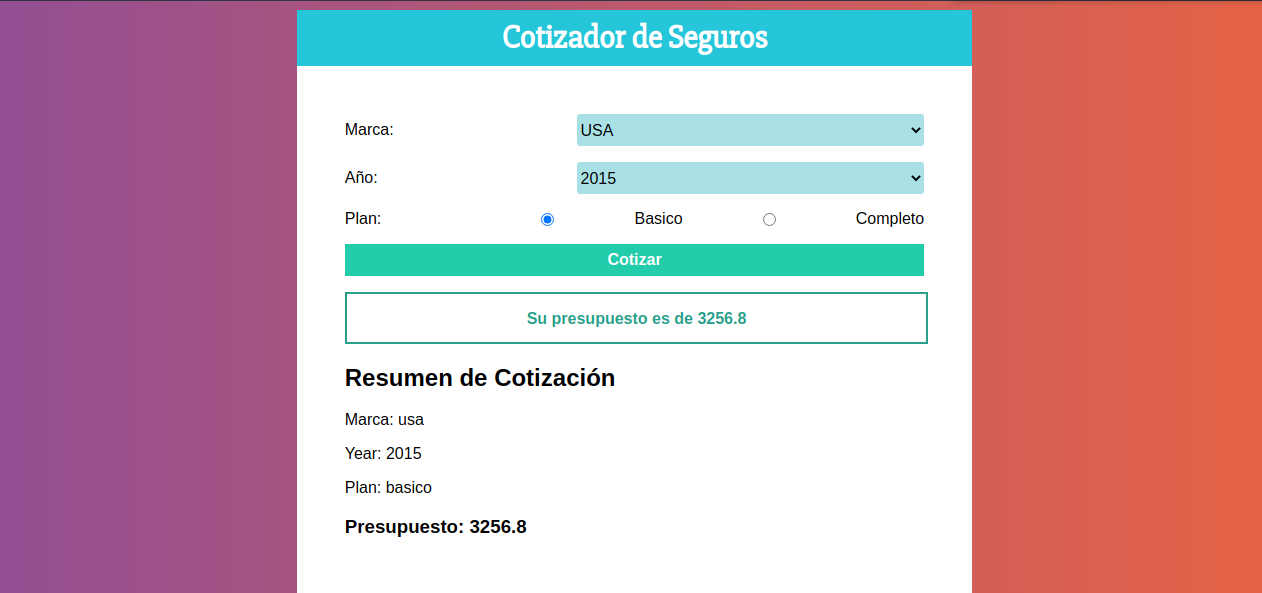 Cotizador de Seguros
Marca: USA
Año: 2015
Plan: Basico Completo
Cotizar
Su presupuesto es de 3256.8
Resumen de Cotización
Marca: usa
Year: 2015
Plan: basico
Presupuesto: 3256.8